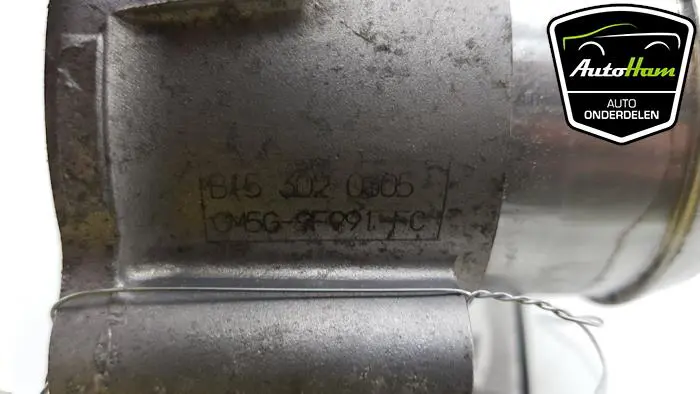 AutoHam
AUTO
ONDERDELEN
B15 302 0305
CM5G-9F991-FC